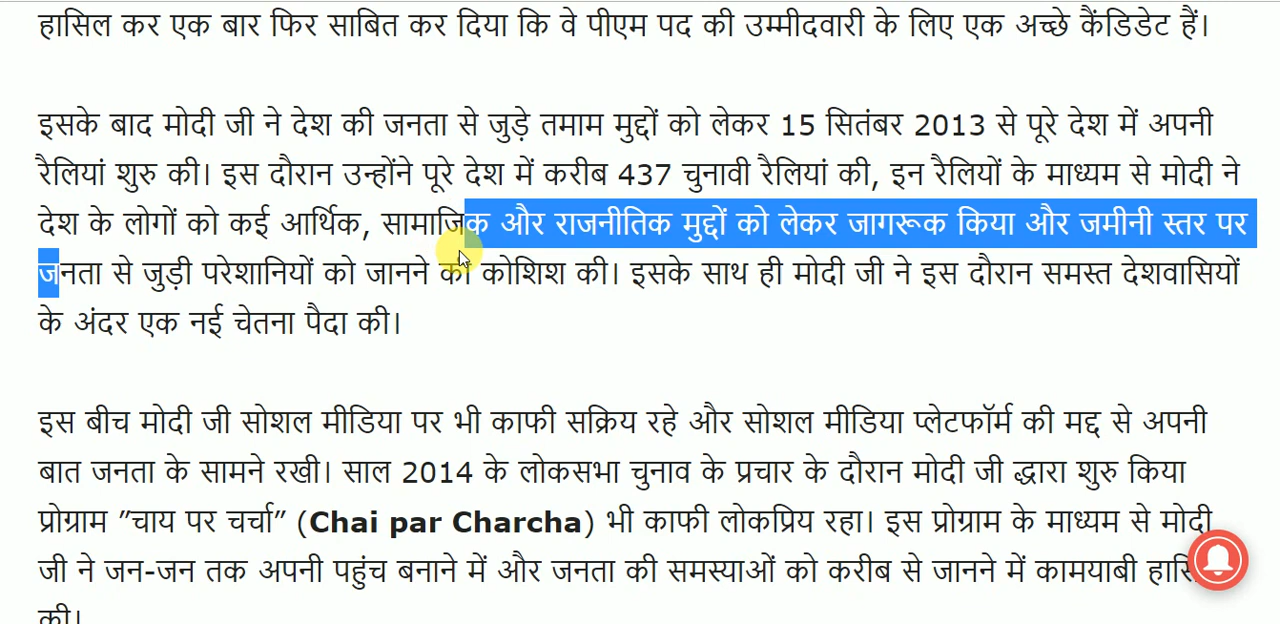 हासिल कर एक बार फिर साबित कर दिया कि वे पीएम पद की उम्मीदवारी के लिए एक अच्छे कैंडिडेट हैं।
इसके बाद मोदी जी ने देश की जनता से जुड़े तमाम मुद्दों को लेकर 15 सितंबर 2013 से पूरे देश में अपनी
रैलियां शुरु की। इस दौरान उन्होंने पूरे देश में करीब 437 चुनावी रैलियां की, इन रैलियों के माध्यम से मोदी ने
देश के लोगों को कई आर्थिक, सामाजिक और राजनीतिक मुद्दों को लेकर जागरूक किया और जमीनी स्तर पर
जनता से जुड़ी परेशानियों को जानने की कोशिश की। इसके साथ ही मोदी जी ने इस दौरान समस्त देशवासियों
के अंदर एक नई चेतना पैदा की।
इस बीच मोदी जी सोशल मीडिया पर भी काफी सक्रिय रहे और सोशल मीडिया प्लेटफॉर्म की मद्द से अपनी
बात जनता के सामने रखी। साल 2014 के लोकसभा चुनाव के प्रचार के दौरान मोदी जी द्धारा शुरु किया
प्रोग्राम ”चाय पर चर्चा” (Chai par Charcha) भी काफी लोकप्रिय रहा। इस प्रोग्राम के माध्यम से मोदी
जी ने जन-जन तक अपनी पहुंच बनाने में और जनता की समस्याओं को करीब से जानने में कामयाबी
की।